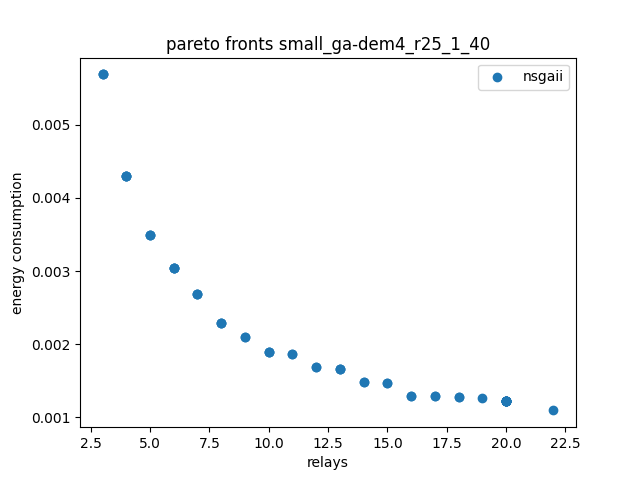 pareto fronts small_ga-dem4_r25_1_40
nsgaii
energy consumption
0.005
0.004
0.003
0.002
0.001
2.5 5.0 7.5 10.0 12.5 15.0 17.5 20.0 22.5
relays